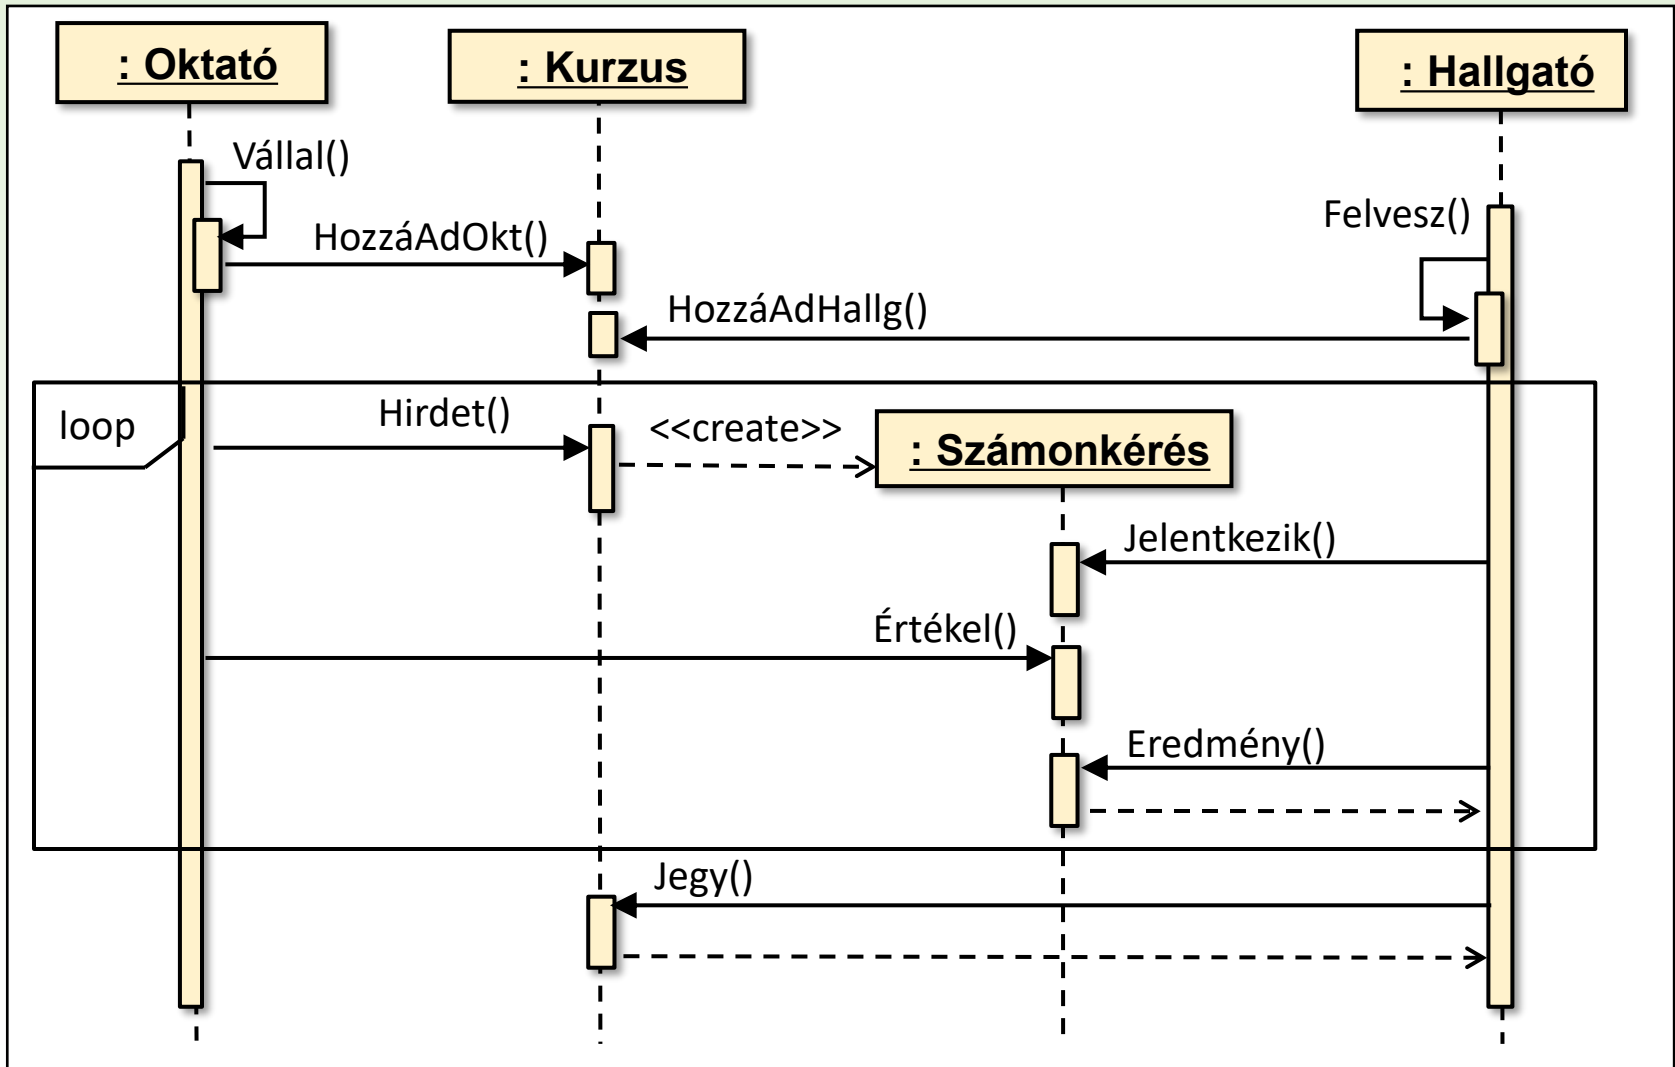 : Oktató
: Kurzus
: Hallgató
Vállal()
Felvesz()
HozzáAdOkt()
HozzáAdHallg()
loop
Hirdet()
<<create>>
: Számonkérés
Jelentkezik()
Értékel()
Eredmény()
Jegy()